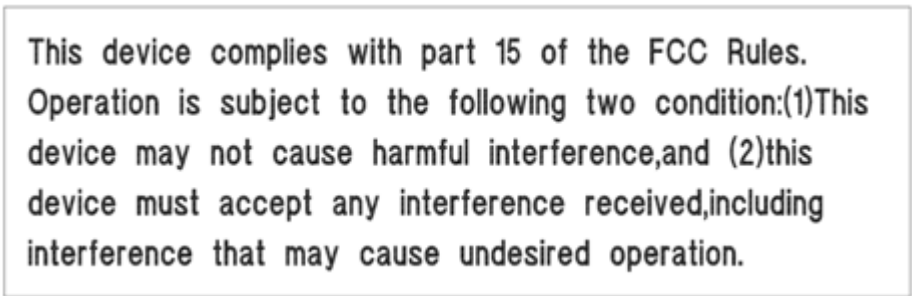 This device complies with part 15 of the FCC Rules.
Operation is subject to the following two condition:(1)This
device may not cause harmful interference,and (2)this
device must accept any interference received,including
interference that may cause undesired operation.